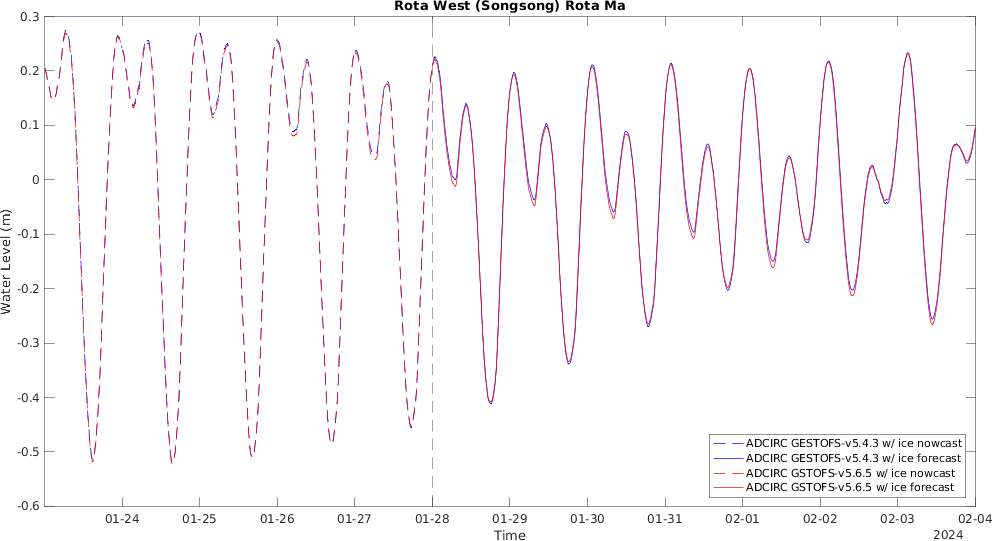 Rota West (Songsong) Rota Ma
0.3
0.2
0.1
0
-0.1
-0.2
-0.3
-0.4
-0.5
-0.6
Water Level (m)
ADCIRC GESTOFS-v5.4.3 w/ ice nowcast
ADCIRC GESTOFS-v5.4.3 w/ ice forecast
ADCIRC GSTOFS-v5.6.5 w/ ice nowcast
ADCIRC GSTOFS-v5.6.5 w/ ice forecast
01-24 01-25 01-26 01-27 01-28 01-29 01-30 01-31 02-01 02-02 02-03 02-04
Time
2024